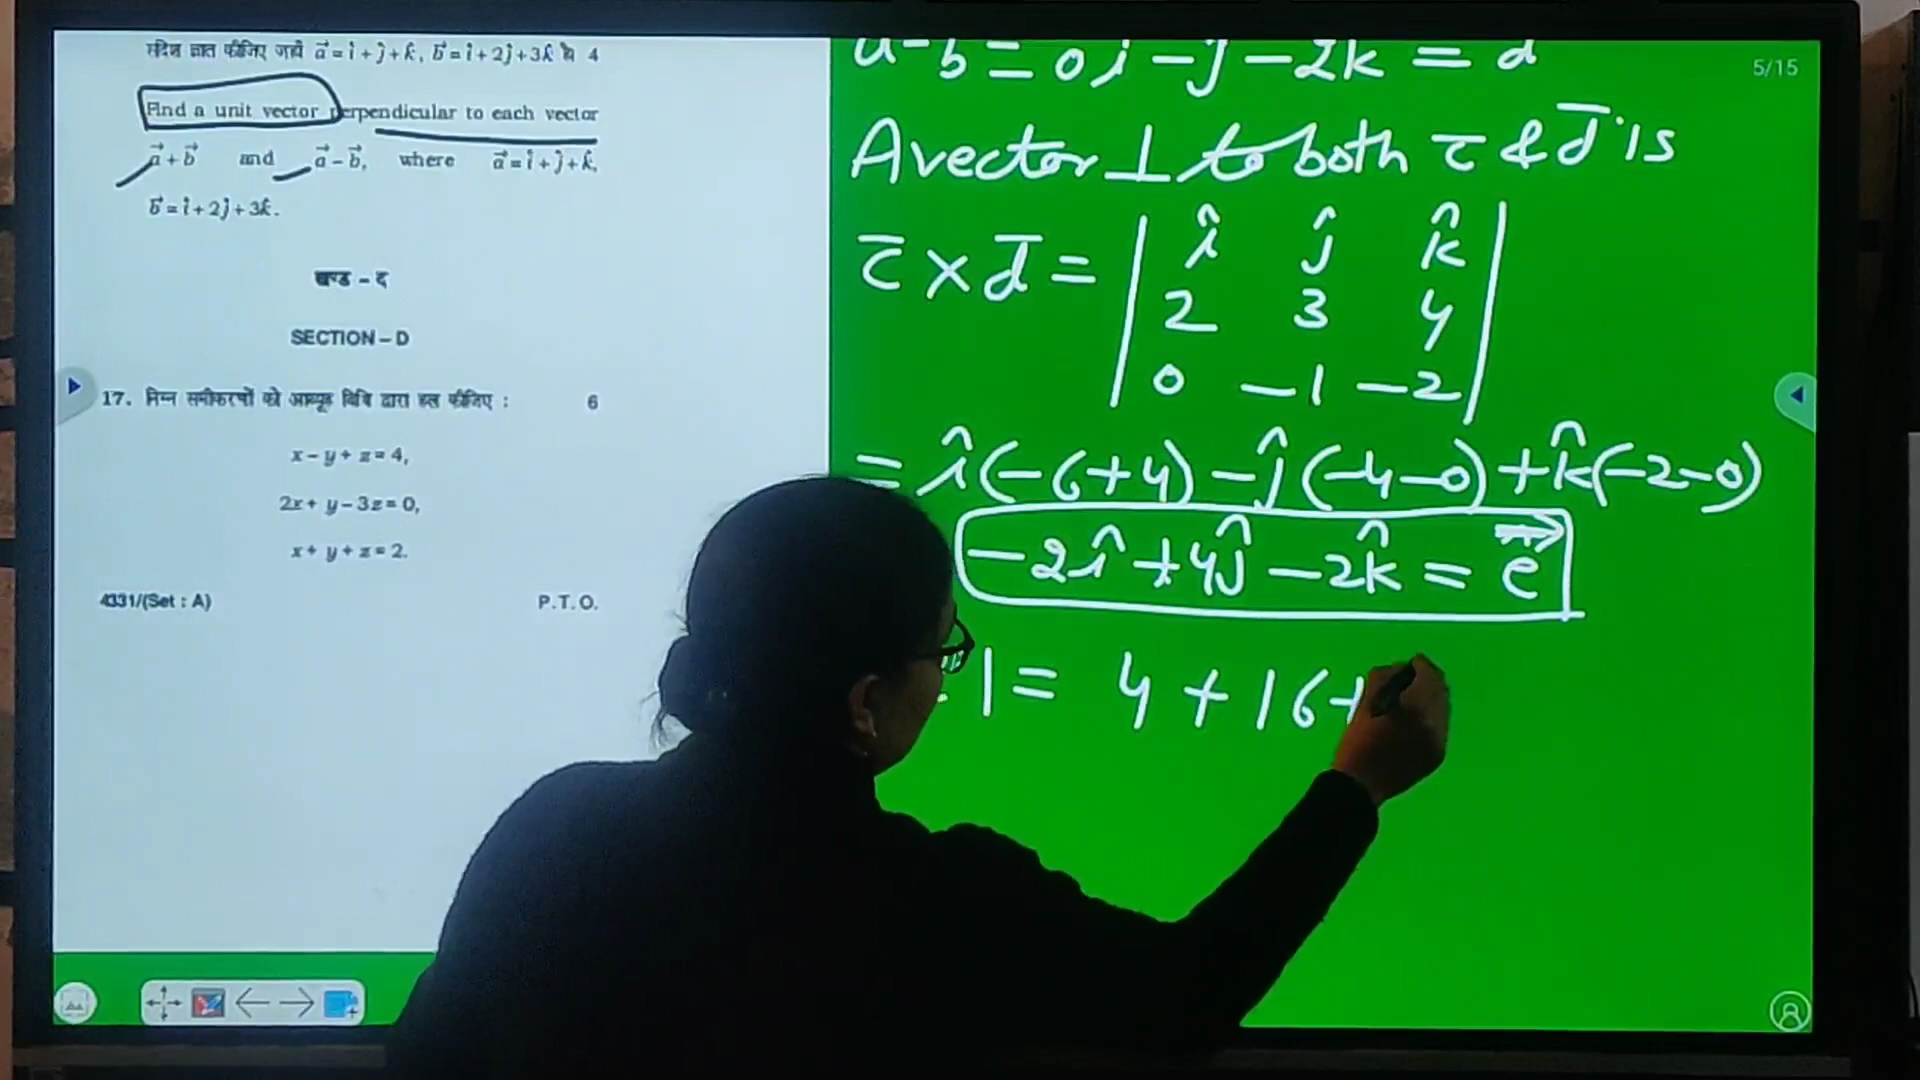 संदिश ज्ञात कीजिए जहाँ a⃗ = î + ĵ + k̂, b⃗ = î + 2ĵ + 3k̂ है। 4
Find a unit vector perpendicular to each vector
a⃗ + b⃗ and a⃗ − b⃗, where a⃗ = î + ĵ + k̂,
b⃗ = î + 2ĵ + 3k̂.
खण्ड – द
SECTION – D
17. निम्न समीकरणों को आव्यूह विधि द्वारा हल कीजिए : 6
x − y + z = 4,
2x + y − 3z = 0,
x + y + z = 2.
4331/(Set : A) P. T. O.
5/15
a − b = 0i − j − 2k = d
A vector ⊥ to both c̅ & d̅ is
c̅ × d̅ = | î ĵ k̂ |
| 2 3 4 |
| 0 −1 −2 |
= î(−6+4) − ĵ(−4−0) + k̂(−2−0)
−2î + 4ĵ − 2k̂ = e⃗
| = 4 + 16 +